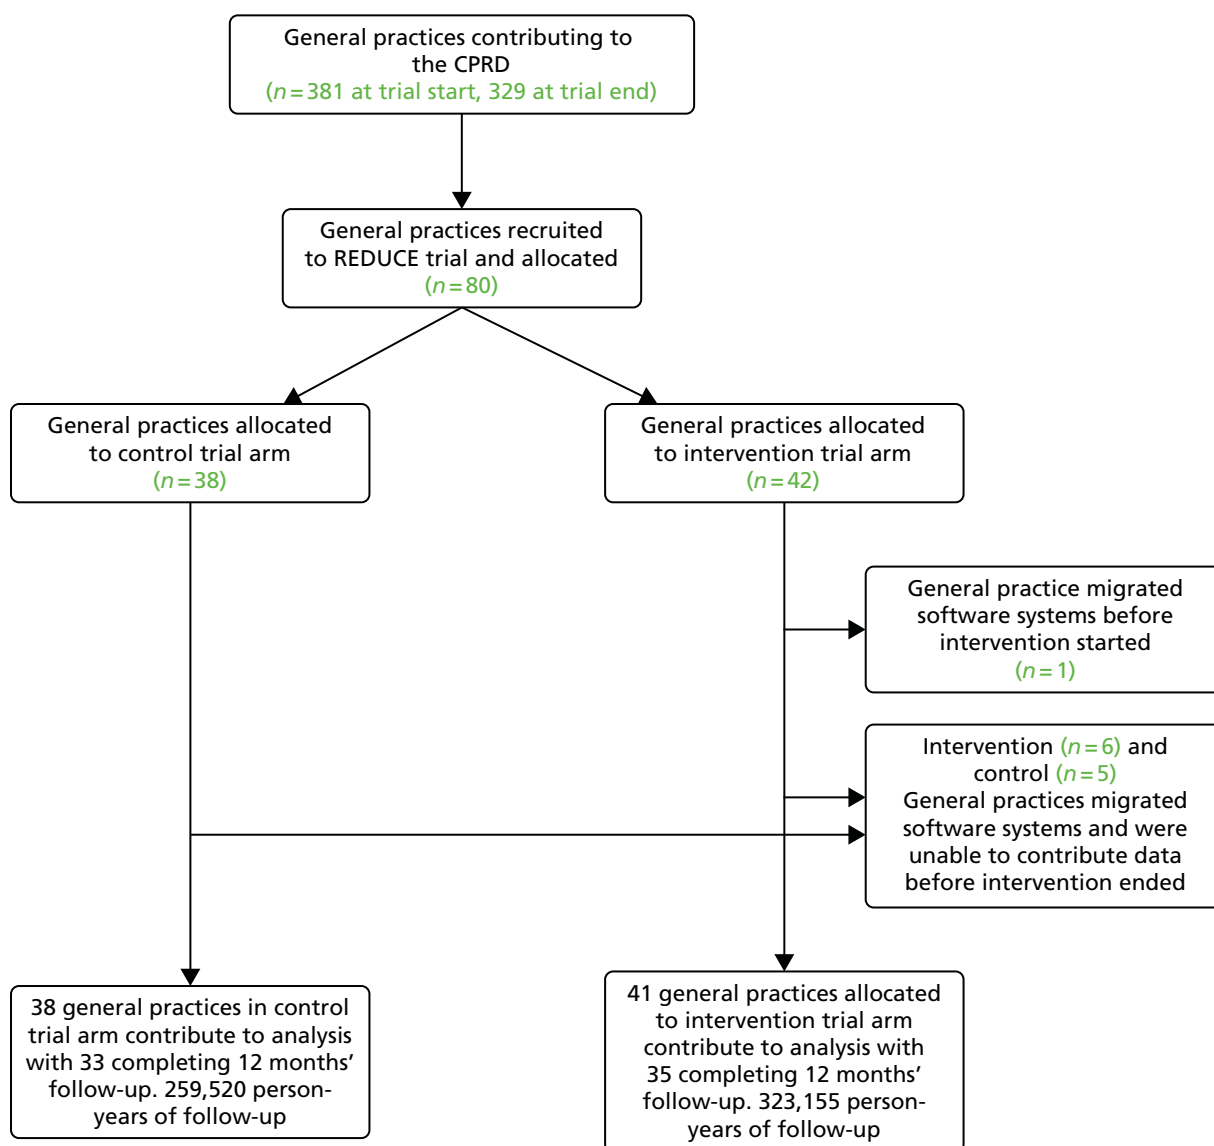 General practices contributing to
the CPRD
(n=381 at trial start, 329 at trial end)
General practices recruited
to REDUCE trial and allocated
(n=80)
General practices allocated
to control trial arm
(n=38)
General practices allocated
to intervention trial arm
(n=42)
General practice migrated
software systems before
intervention started
(n=1)
Intervention (n=6) and
control (n=5)
General practices migrated
software systems and were
unable to contribute data
before intervention ended
38 general practices in control
trial arm contribute to analysis
with 33 completing 12 months’
follow-up. 259,520 person-
years of follow-up
41 general practices allocated
to intervention trial arm
contribute to analysis with
35 completing 12 months’
follow-up. 323,155 person-
years of follow-up